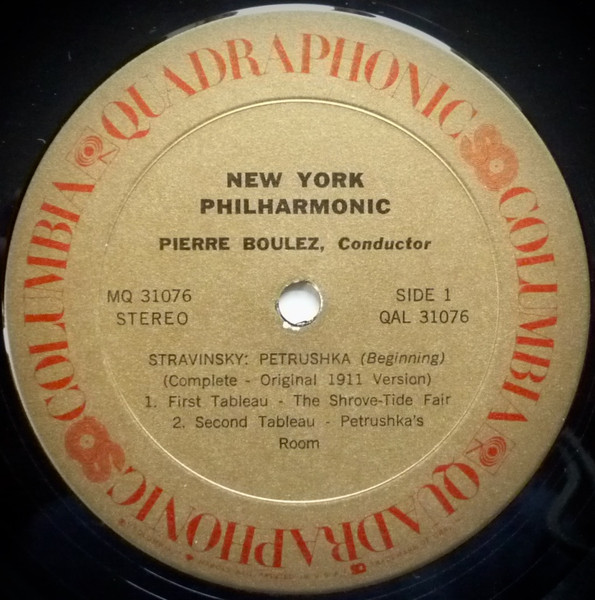 COLUMBIA QUADRAPHONIC
COLUMBIA QUADRAPHONIC
NEW YORK
PHILHARMONIC
PIERRE BOULEZ, Conductor
MQ 31076
STEREO
SIDE 1
QAL 31076
STRAVINSKY: PETRUSHKA (Beginning)
(Complete - Original 1911 Version)
1. First Tableau - The Shrove-Tide Fair
2. Second Tableau - Petrushka's
Room